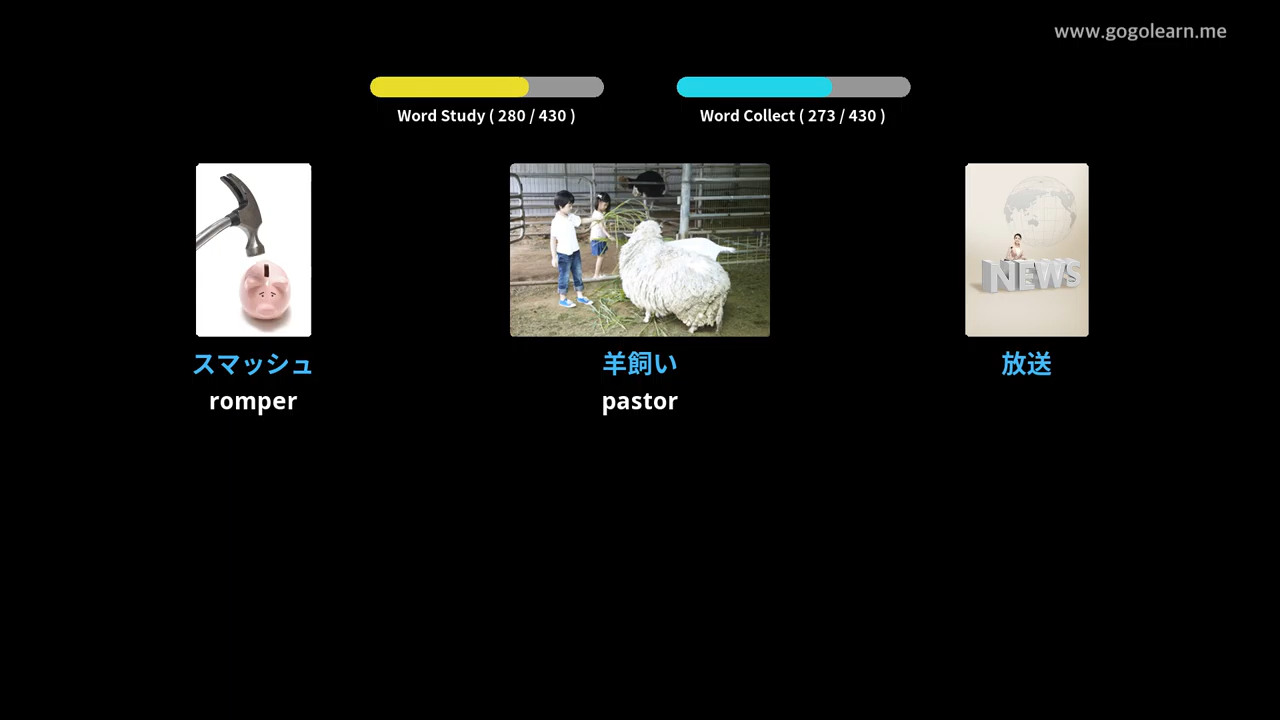 www.gogolearn.me
Word Study ( 280 / 430 )
Word Collect ( 273 / 430 )
NEWS
スマッシュ
羊飼い
放送
romper
pastor